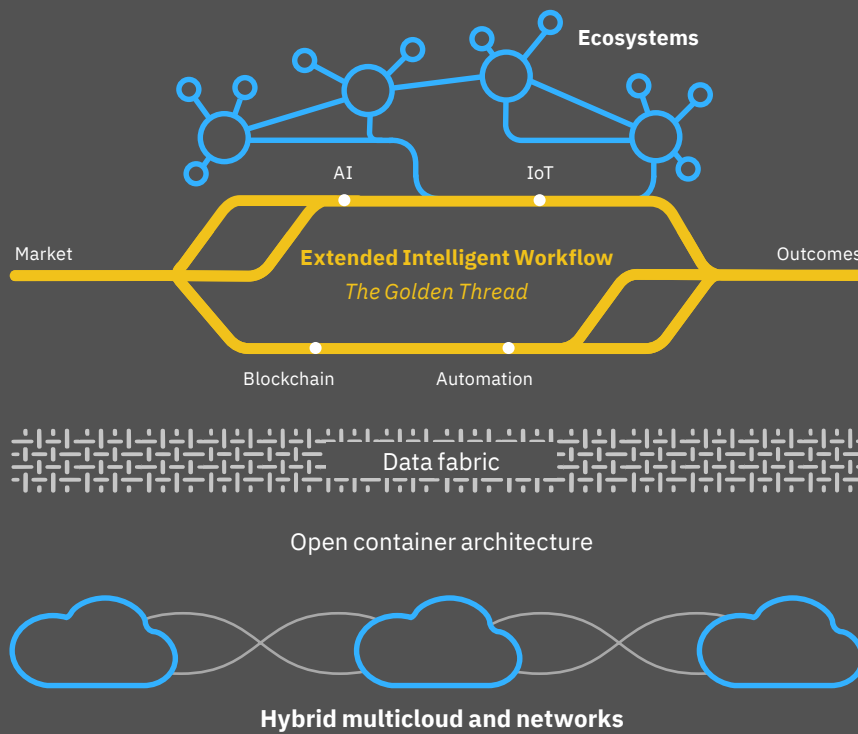 Ecosystems
AI
IoT
Market
Extended Intelligent Workflow
Outcomes
The Golden Thread
Blockchain
Automation
Data fabric
Open container architecture
Hybrid multicloud and networks